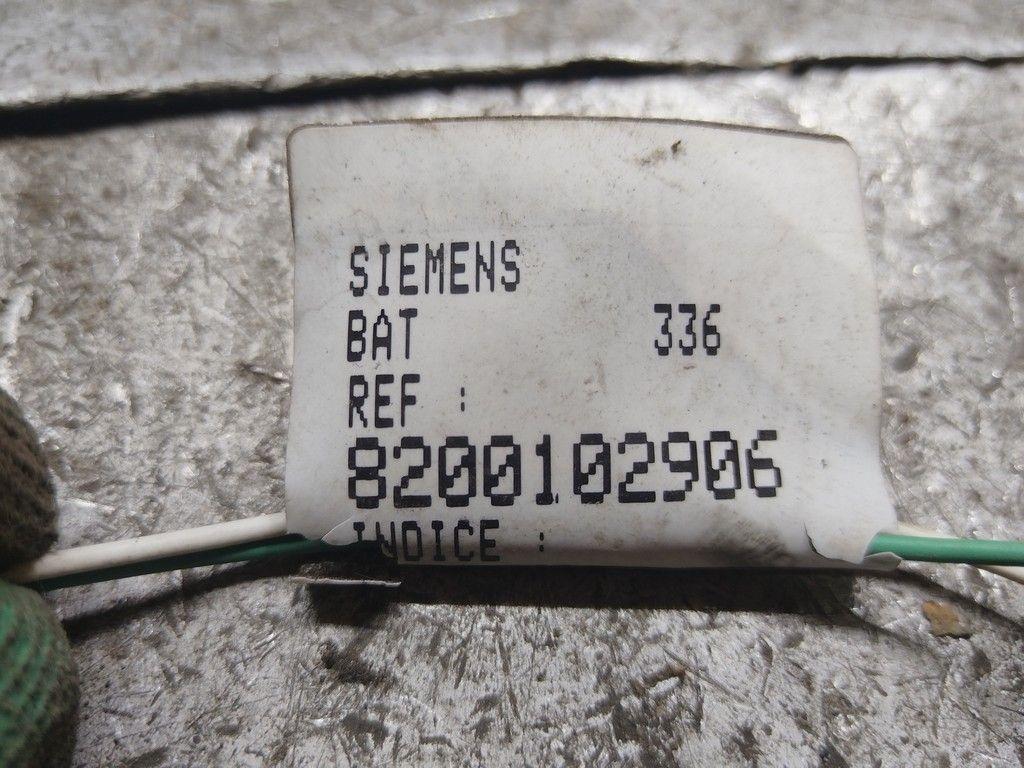 SIEMENS
BAT 336
REF :
8200102906
INDICE :